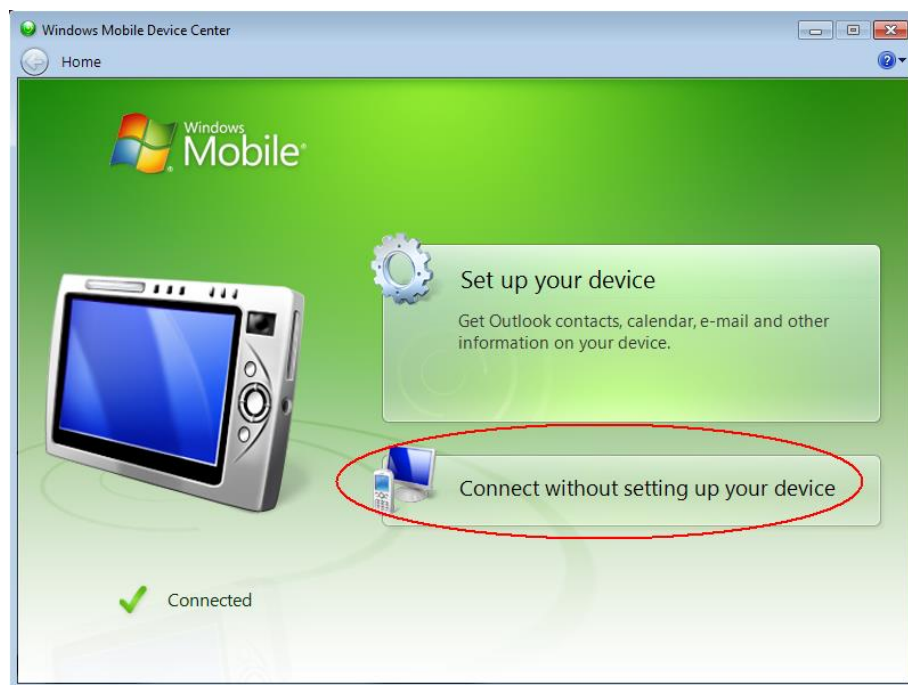 Windows Mobile Device Center
Home
Windows
Mobile
Set up your device
Get Outlook contacts, calendar, e-mail and other
information on your device.
Connect without setting up your device
Connected